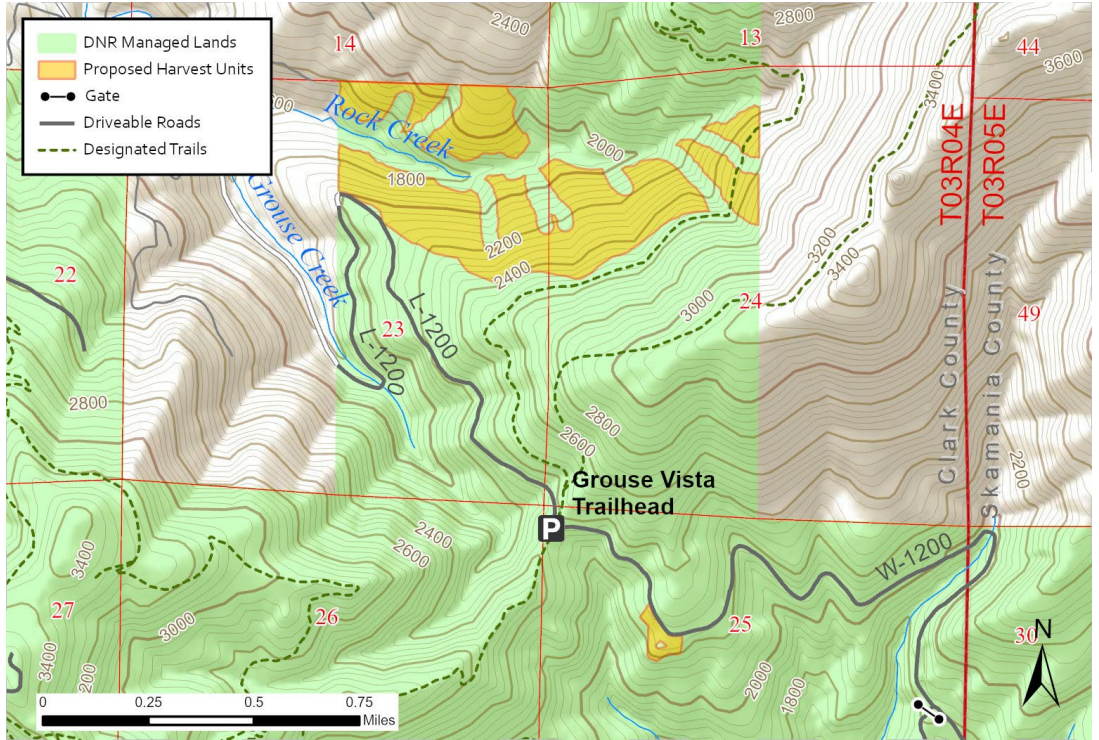 DNR Managed Lands
Proposed Harvest Units
Gate
Driveable Roads
Designated Trails
14
13
44
2400
2800
3400
3600
T03R04E
T03R05E
Rock Creek
2000
1800
Grouse Creek
2200
2400
3200
3400
22
23
24
49
3000
L-1200
L-1200
Clark County
Skamania County
2800
2800
2600
2200
Grouse Vista
Trailhead
P
W-1200
2400
2600
3400
27
26
25
30
3000
3400
2000
1800
N
0
0.25
0.5
0.75
Miles